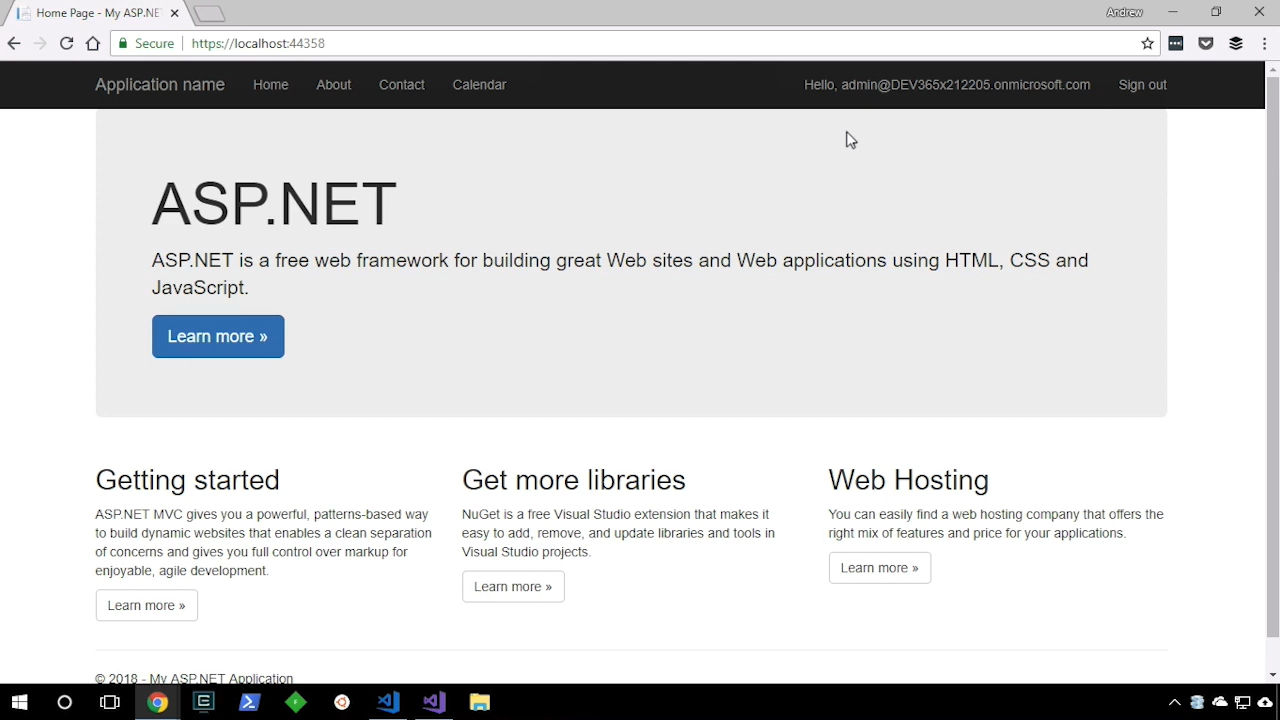 Home Page - My ASP.NE
Andrew
Secure
https://localhost:44358
Application name
Home
About
Contact
Calendar
Hello, admin@DEV365x212205.onmicrosoft.com
Sign out
ASP.NET
ASP.NET is a free web framework for building great Web sites and Web applications using HTML, CSS and
JavaScript.
Learn more »
Getting started
ASP.NET MVC gives you a powerful, patterns-based way
to build dynamic websites that enables a clean separation
of concerns and gives you full control over markup for
enjoyable, agile development.
Learn more »
Get more libraries
NuGet is a free Visual Studio extension that makes it
easy to add, remove, and update libraries and tools in
Visual Studio projects.
Learn more »
Web Hosting
You can easily find a web hosting company that offers the
right mix of features and price for your applications.
Learn more »
© 2018 - My ASP.NET Application